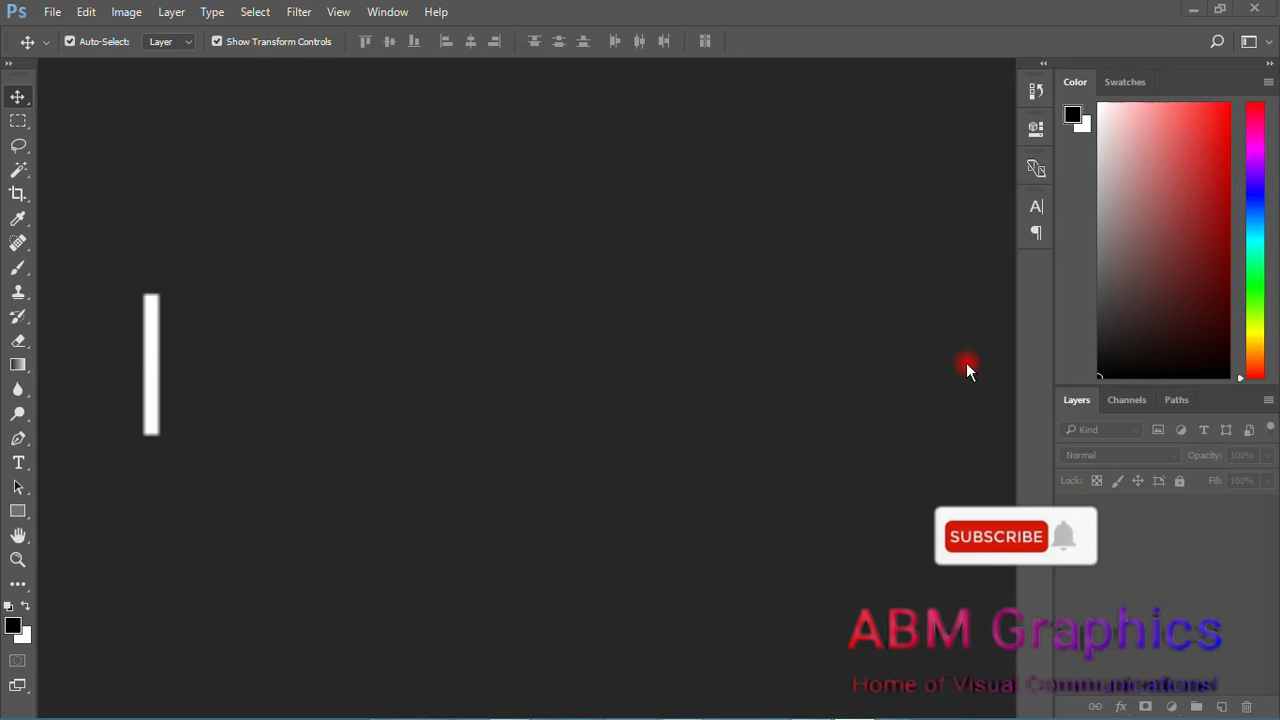 Ps File Edit Image Layer Type Select Filter View Window Help
Auto-Select: Layer Show Transform Controls
Color Swatches
Layers Channels Paths
Kind
Normal Opacity: 100%
Lock: Fill: 100%
SUBSCRIBE
ABM Graphics
Home of Visual Communications!